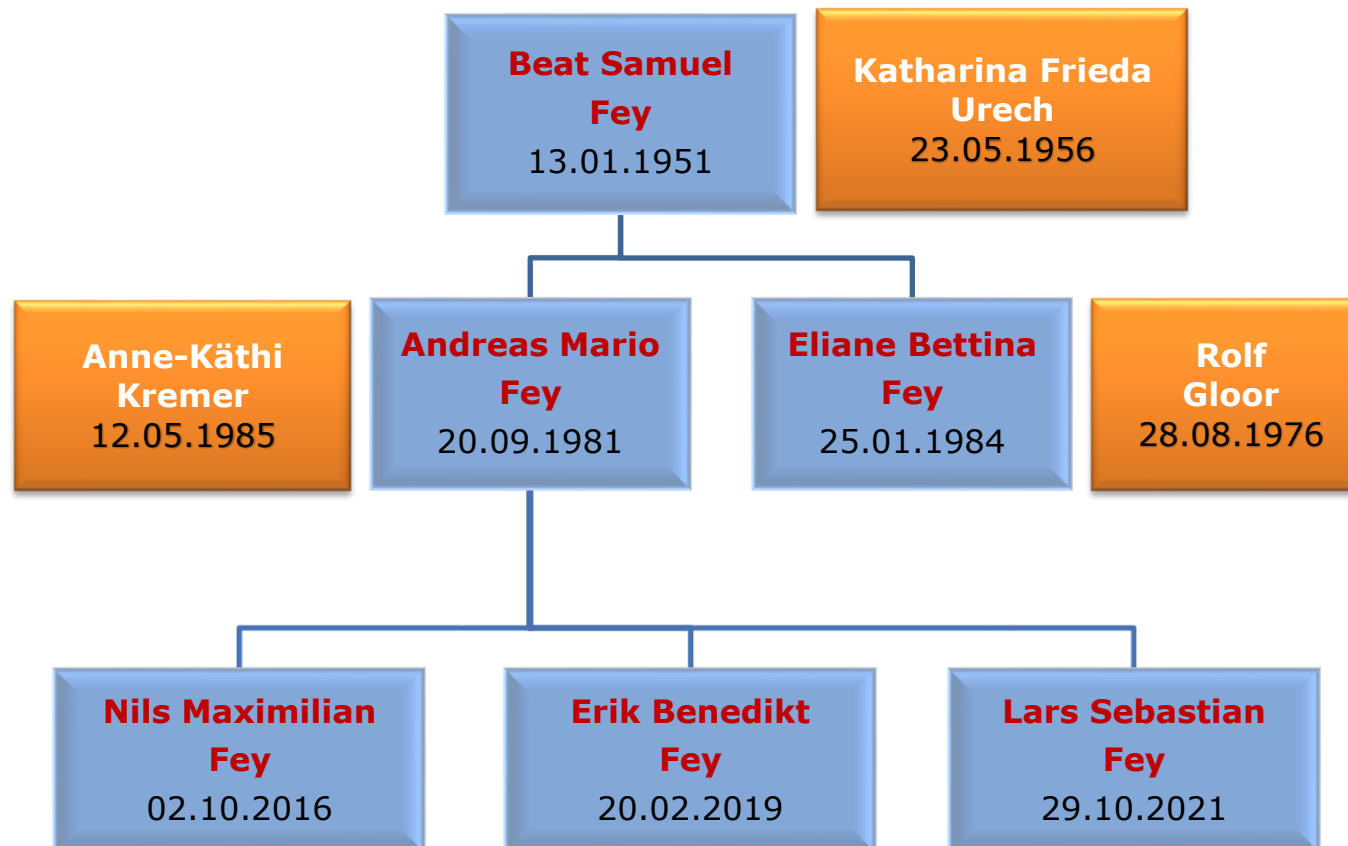 Beat Samuel
Fey
13.01.1951
Katharina Frieda
Urech
23.05.1956
Anne-Käthi
Kremer
12.05.1985
Andreas Mario
Fey
20.09.1981
Eliane Bettina
Fey
25.01.1984
Rolf
Gloor
28.08.1976
Nils Maximilian
Fey
02.10.2016
Erik Benedikt
Fey
20.02.2019
Lars Sebastian
Fey
29.10.2021